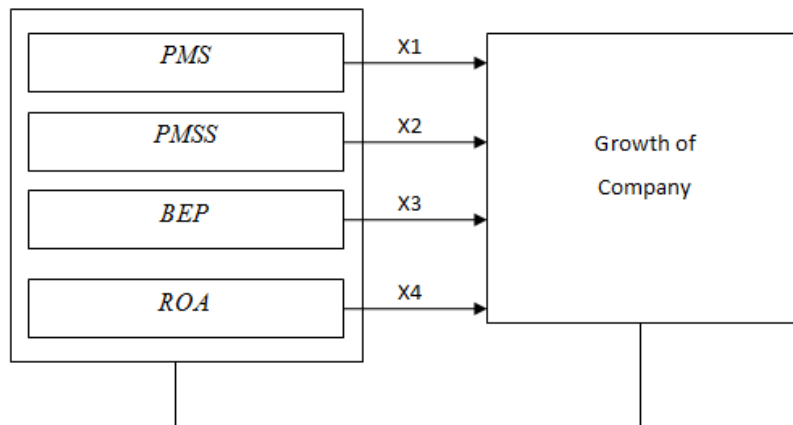 PMS
X1
PMSS
X2
BEP
X3
ROA
X4
Growth of
Company